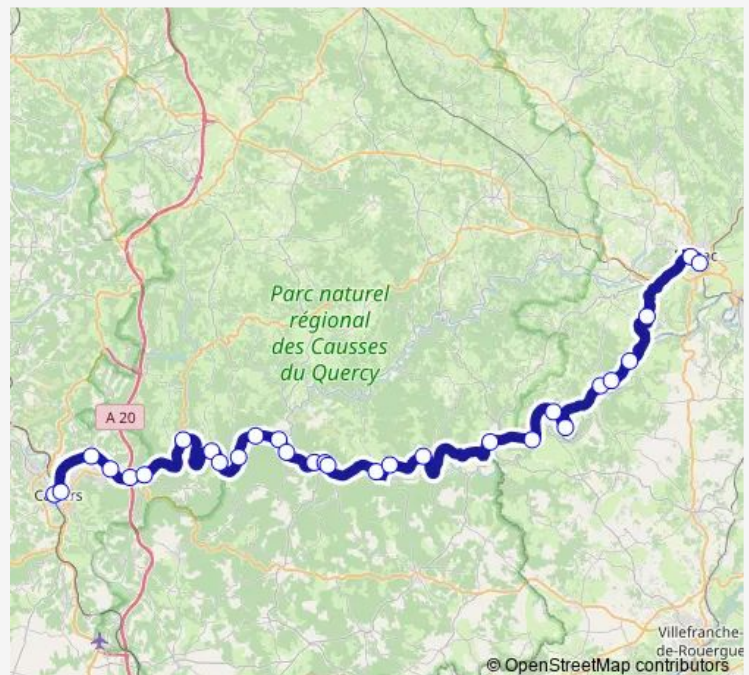 Parc naturel
régional
des Causses
du Quercy
A 20
Villefranche-
de-Rouergue
© OpenStreetMap contributors